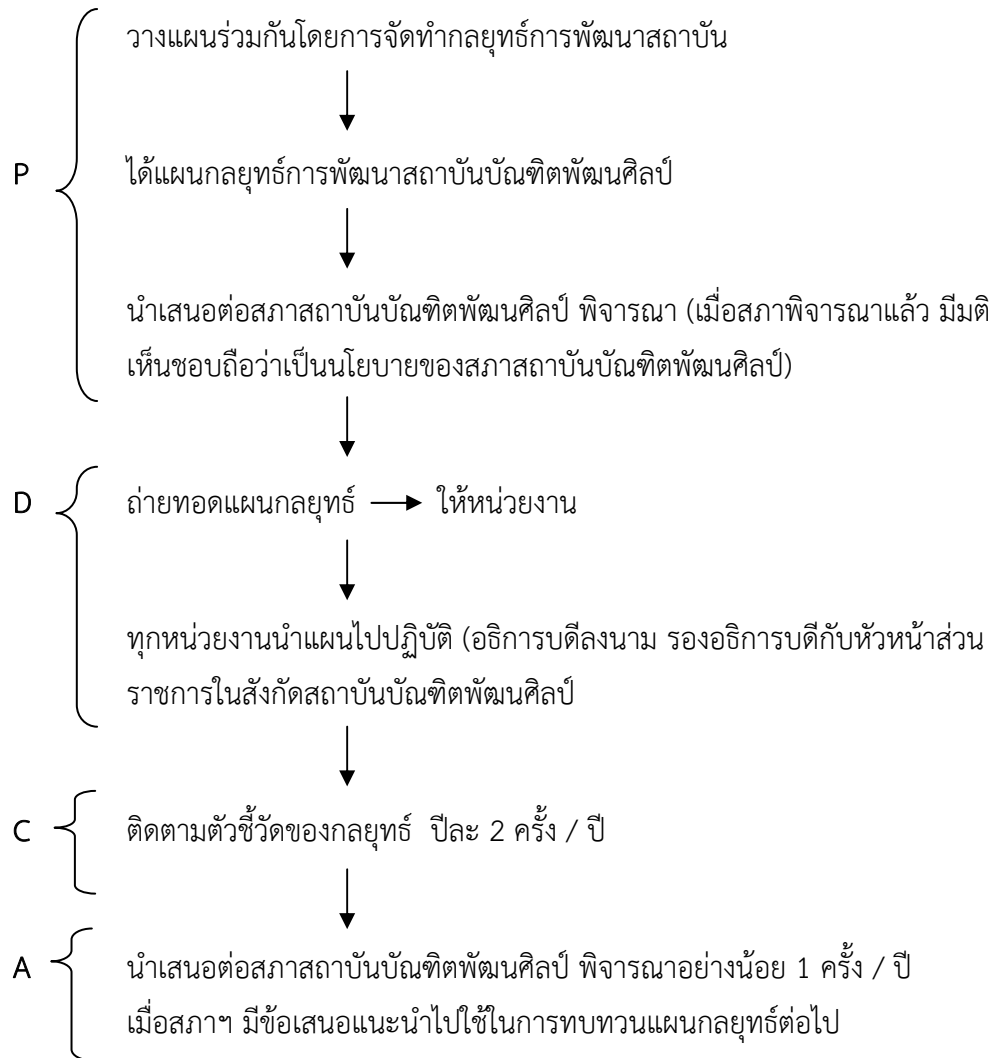 วางแผนร่วมกันโดยการจัดทำกลยุทธ์การพัฒนาสถาบัน
P ได้แผนกลยุทธ์การพัฒนาสถาบันบัณฑิตพัฒนศิลป์
นำเสนอต่อสภาสถาบันบัณฑิตพัฒนศิลป์ พิจารณา (เมื่อสภาพิจารณาแล้ว มีมติ
เห็นชอบถือว่าเป็นนโยบายของสภาสถาบันบัณฑิตพัฒนศิลป์)
D ถ่ายทอดแผนกลยุทธ์ → ให้หน่วยงาน
ทุกหน่วยงานนำแผนไปปฏิบัติ (อธิการบดีลงนาม รองอธิการบดีกับหัวหน้าส่วน
ราชการในสังกัดสถาบันบัณฑิตพัฒนศิลป์
C ติดตามตัวชี้วัดของกลยุทธ์ ปีละ 2 ครั้ง / ปี
A นำเสนอต่อสภาสถาบันบัณฑิตพัฒนศิลป์ พิจารณาอย่างน้อย 1 ครั้ง / ปี
เมื่อสภาฯ มีข้อเสนอแนะนำไปใช้ในการทบทวนแผนกลยุทธ์ต่อไป